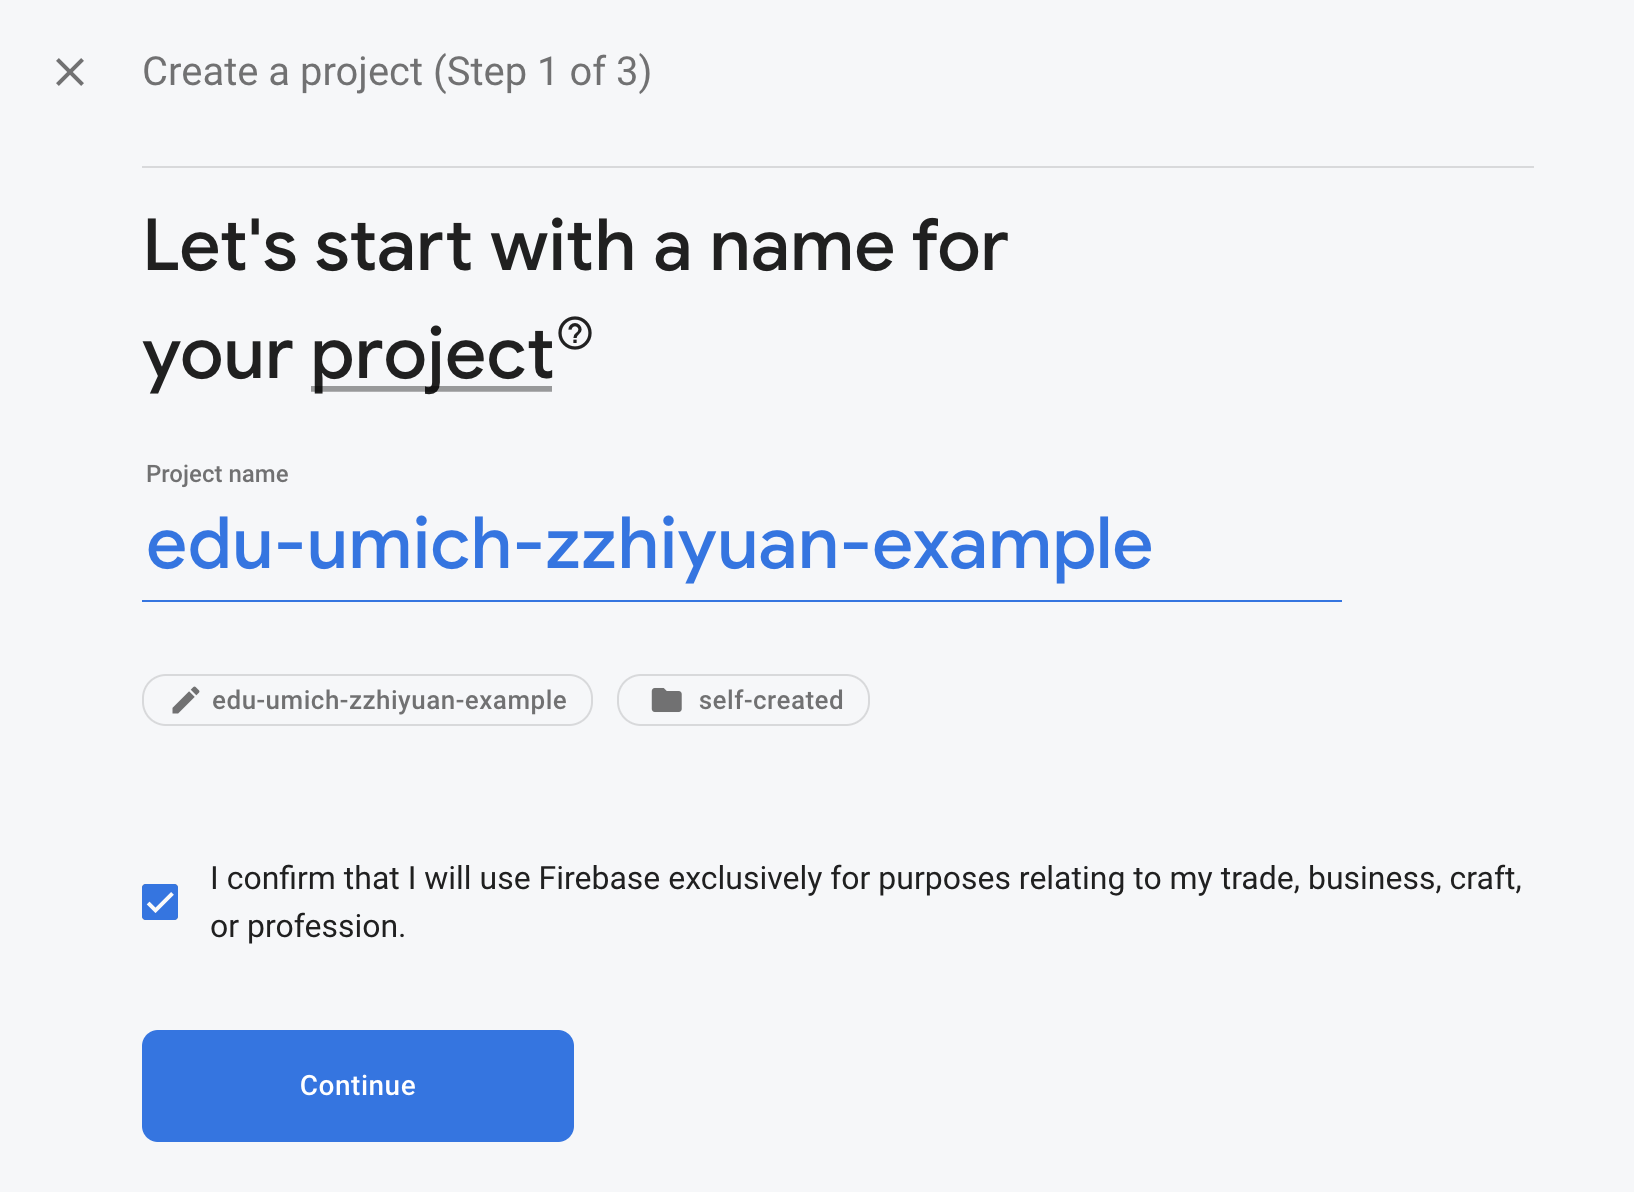 Create a project (Step 1 of 3)
Let's start with a name for
your project
Project name
edu-umich-zzhiyuan-example
edu-umich-zzhiyuan-example
self-created
I confirm that I will use Firebase exclusively for purposes relating to my trade, business, craft,
or profession.
Continue